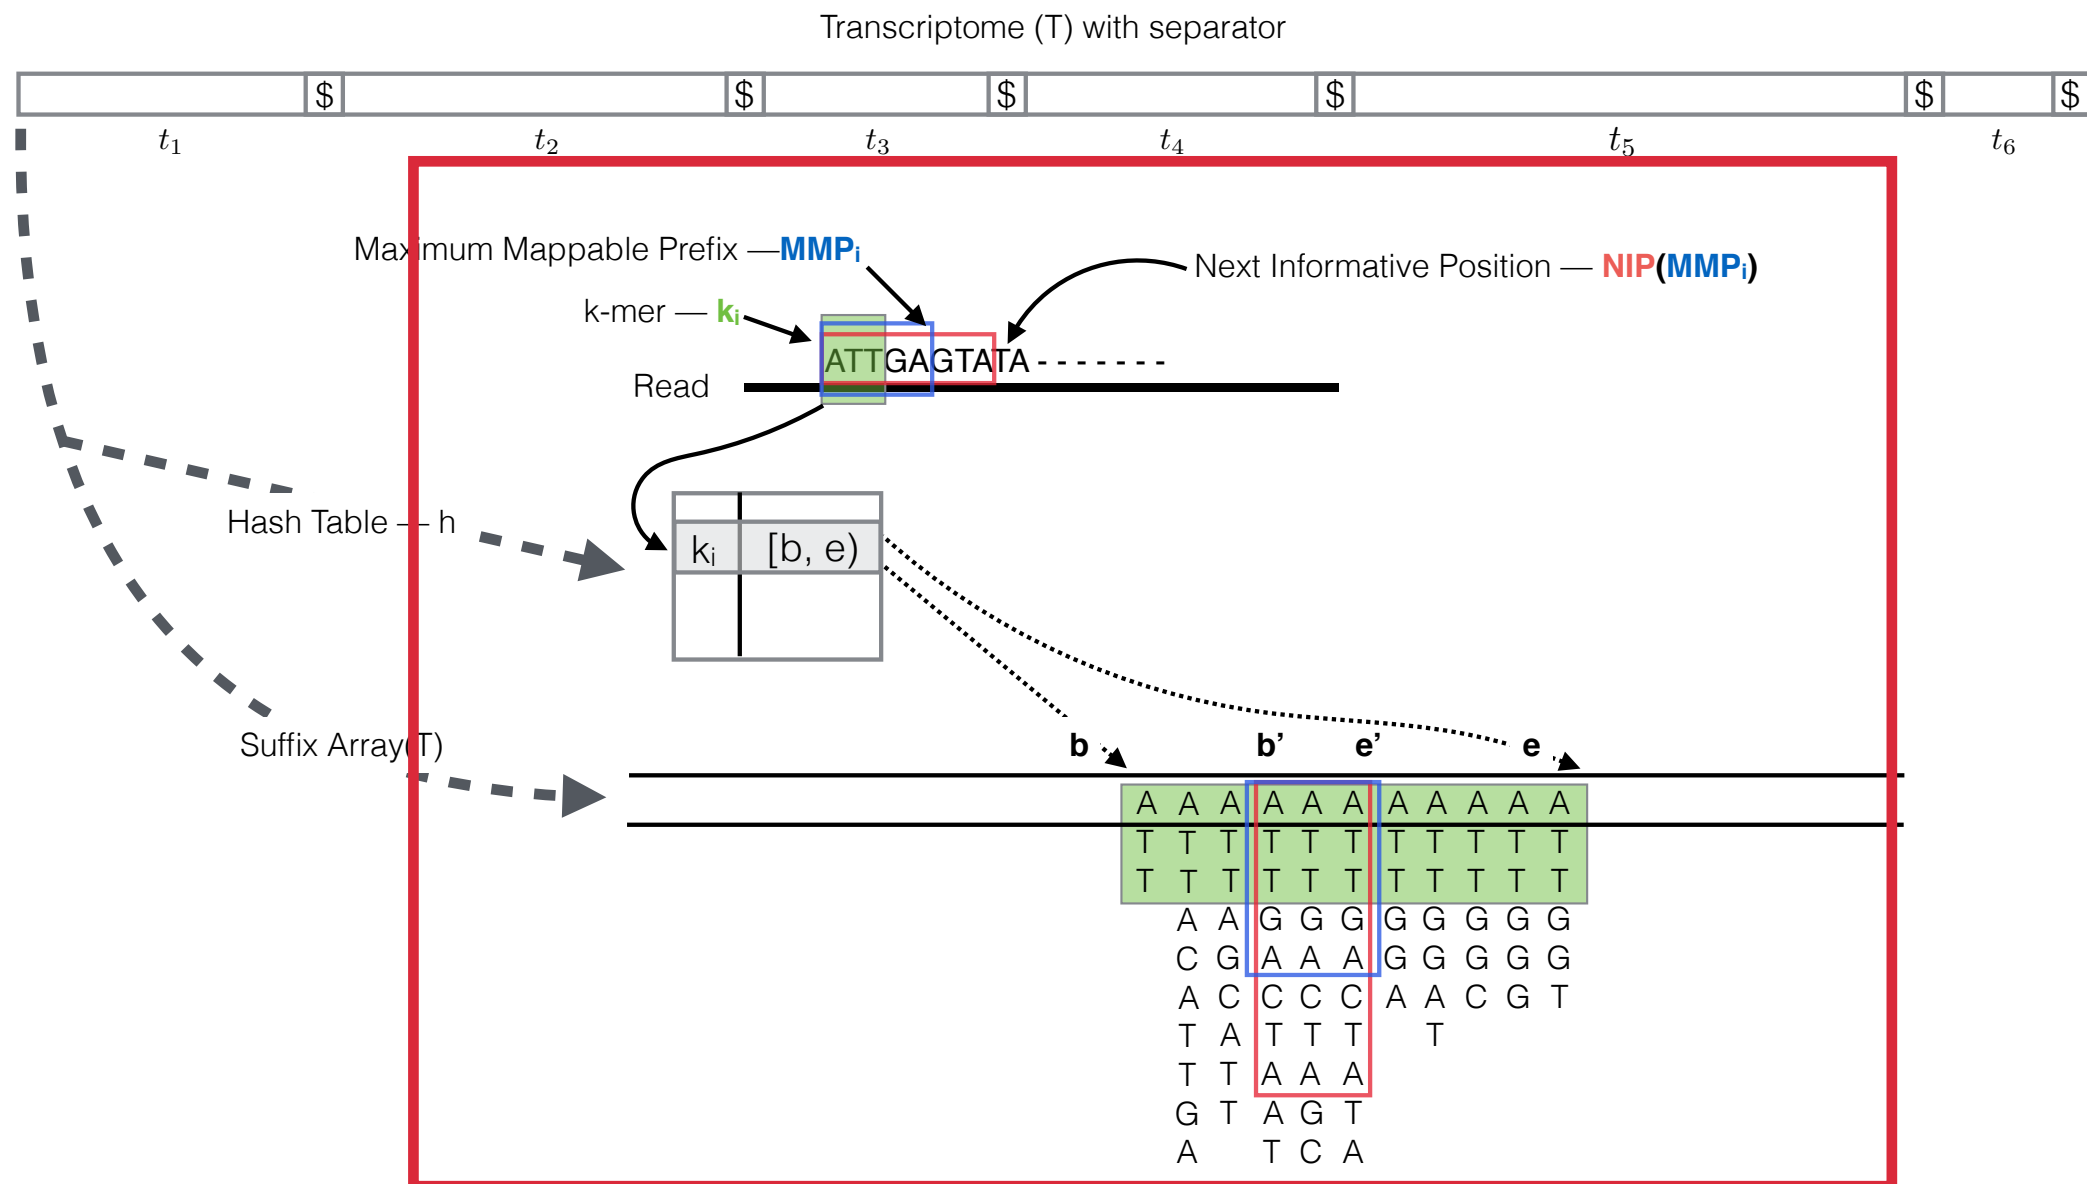 Transcriptome (T) with separator
$ $ $ $ $ $
t1 t2 t3 t4 t5 t6
Maximum Mappable Prefix —MMPi
Next Informative Position — NIP(MMPi)
k-mer — ki
ATTGAGTATA - - - - - - -
Read
Hash Table — h
ki [b, e)
Suffix Array(T)
b b’ e’ e
A A A A A A A A A A A
T T T T T T T T T T T
T T T T T T T T T T T
A A G G G G G G G G
C G A A A G G G G G
A C C C C A A C G T
T A T T T T
T T A A A
G T A G T
A T C A